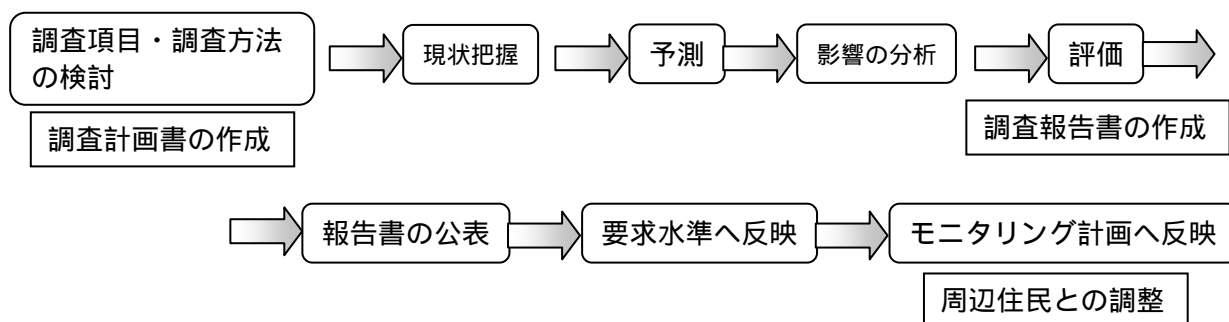 調査項目・調査方法
の検討
現状把握
予測
影響の分析
評価
調査計画書の作成
調査報告書の作成
報告書の公表
要求水準へ反映
モニタリング計画へ反映
周辺住民との調整